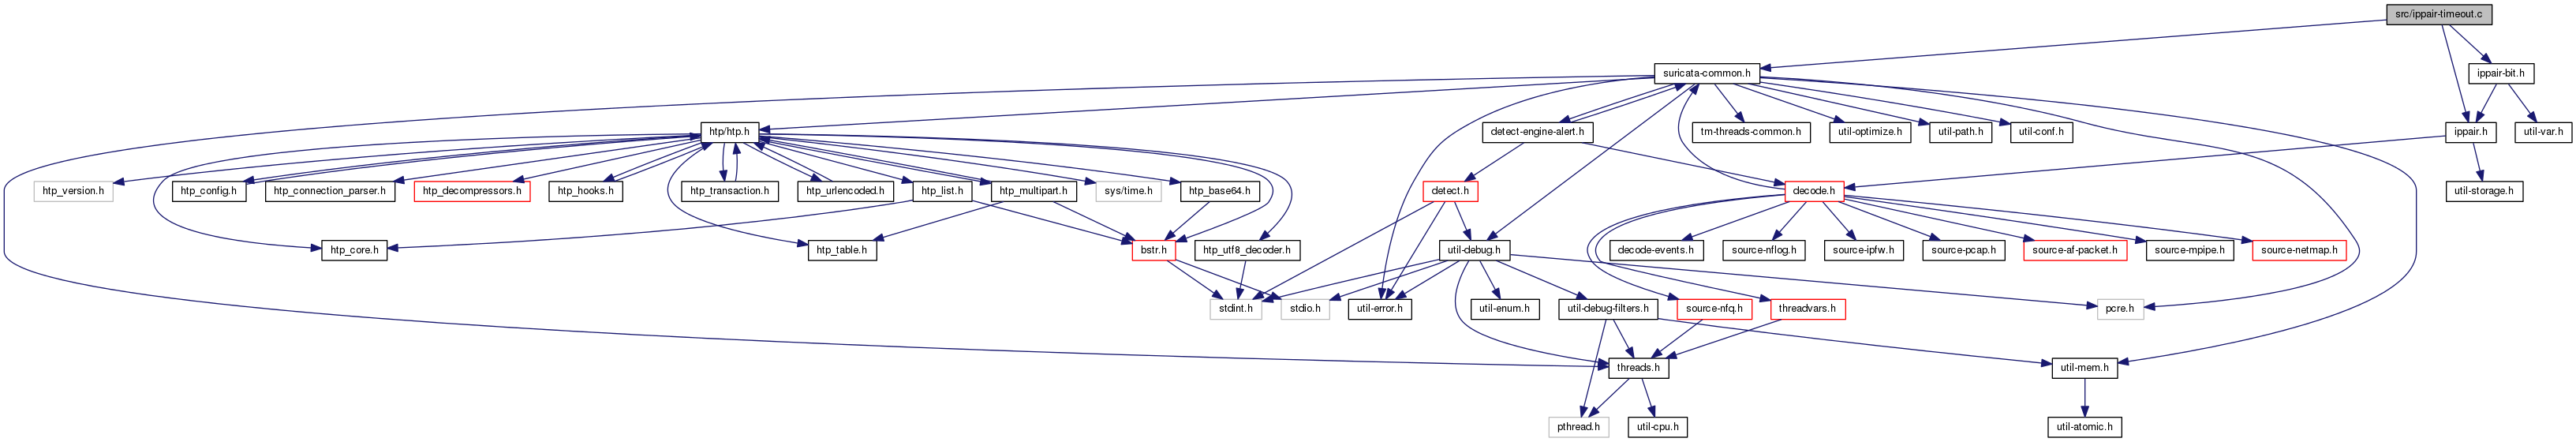 src/ippair-timeout.c
suricata-common.h
ippair-bit.h
htp/htp.h
detect-engine-alert.h
tm-threads-common.h
util-optimize.h
util-path.h
util-conf.h
ippair.h
util-var.h
htp_version.h
htp_config.h
htp_connection_parser.h
htp_decompressors.h
htp_hooks.h
htp_transaction.h
htp_urlencoded.h
htp_list.h
htp_multipart.h
sys/time.h
htp_base64.h
detect.h
decode.h
util-storage.h
htp_core.h
htp_table.h
bstr.h
htp_utf8_decoder.h
util-debug.h
decode-events.h
source-nflog.h
source-ipfw.h
source-pcap.h
source-af-packet.h
source-mpipe.h
source-netmap.h
stdint.h
stdio.h
util-error.h
util-enum.h
util-debug-filters.h
source-nfq.h
threadvars.h
pcre.h
threads.h
util-mem.h
pthread.h
util-cpu.h
util-atomic.h